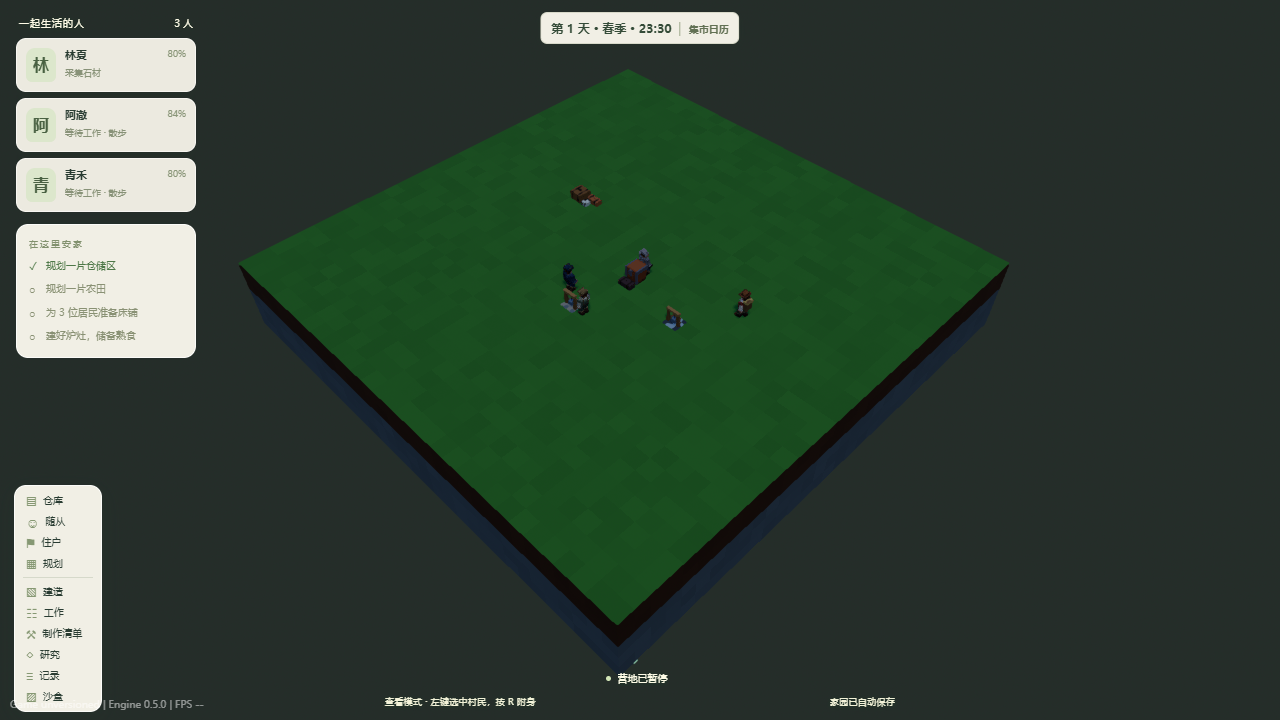 一起生活的人 3 人
林
林夏 80%
采集石材
阿
阿澈 84%
等待工作 · 散步
青
青禾 80%
等待工作 · 散步
在这里安家
✓ 规划一片仓储区
○ 规划一片农田
○ 为 3 位居民准备床铺
○ 建好炉灶，储备熟食
第 1 天 • 春季 • 23:30 | 集市日历
仓库
随从
住户
规划
建造
工作
制作清单
研究
记录
沙盒
| Engine 0.5.0 | FPS --
● 营地已暂停
查看模式 · 左键选中村民，按 R 附身
家园已自动保存